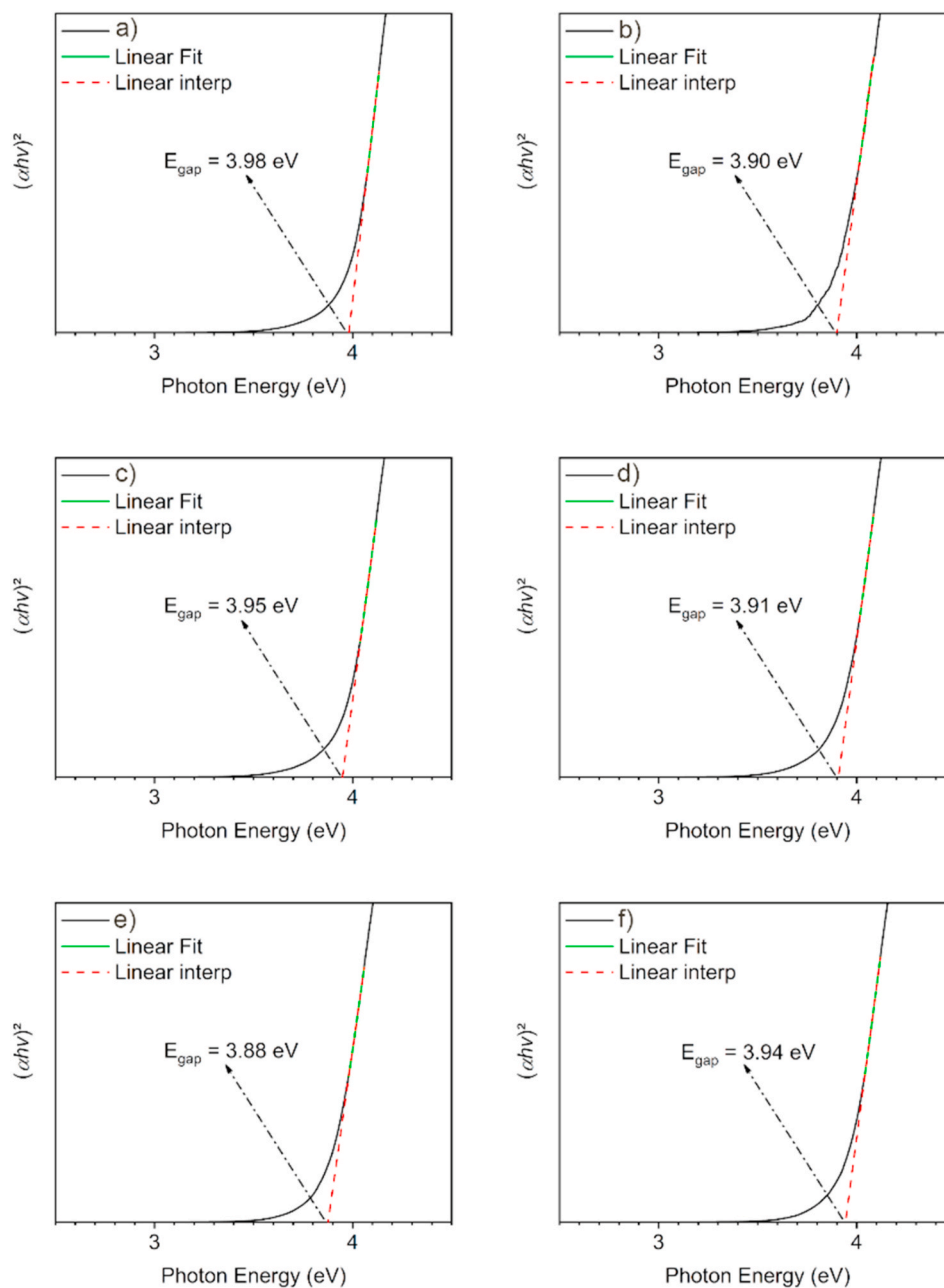 a)
Linear Fit
Linear interp
E_gap = 3.98 eV
(αhν)²
3 4
Photon Energy (eV)
b)
Linear Fit
Linear interp
E_gap = 3.90 eV
(αhν)²
3 4
Photon Energy (eV)
c)
Linear Fit
Linear interp
E_gap = 3.95 eV
(αhν)²
3 4
Photon Energy (eV)
d)
Linear Fit
Linear interp
E_gap = 3.91 eV
(αhν)²
3 4
Photon Energy (eV)
e)
Linear Fit
Linear interp
E_gap = 3.88 eV
(αhν)²
3 4
Photon Energy (eV)
f)
Linear Fit
Linear interp
E_gap = 3.94 eV
(αhν)²
3 4
Photon Energy (eV)